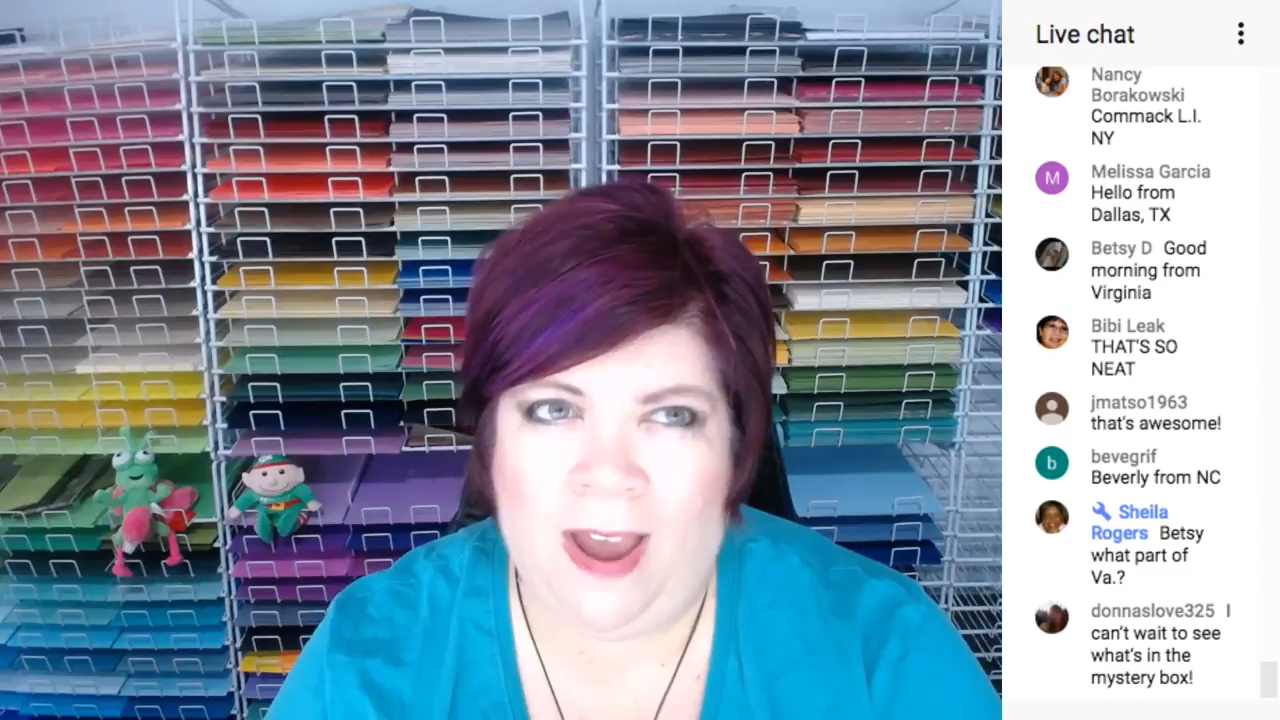 Live chat
Nancy
Borakowski
Commack L.I.
NY
M
Melissa Garcia
Hello from
Dallas, TX
Betsy D Good
morning from
Virginia
Bibi Leak
THAT'S SO
NEAT
jmatso1963
that's awesome!
b
bevegrif
Beverly from NC
Sheila
Rogers Betsy
what part of
Va.?
donnaslove325 I
can't wait to see
what's in the
mystery box!